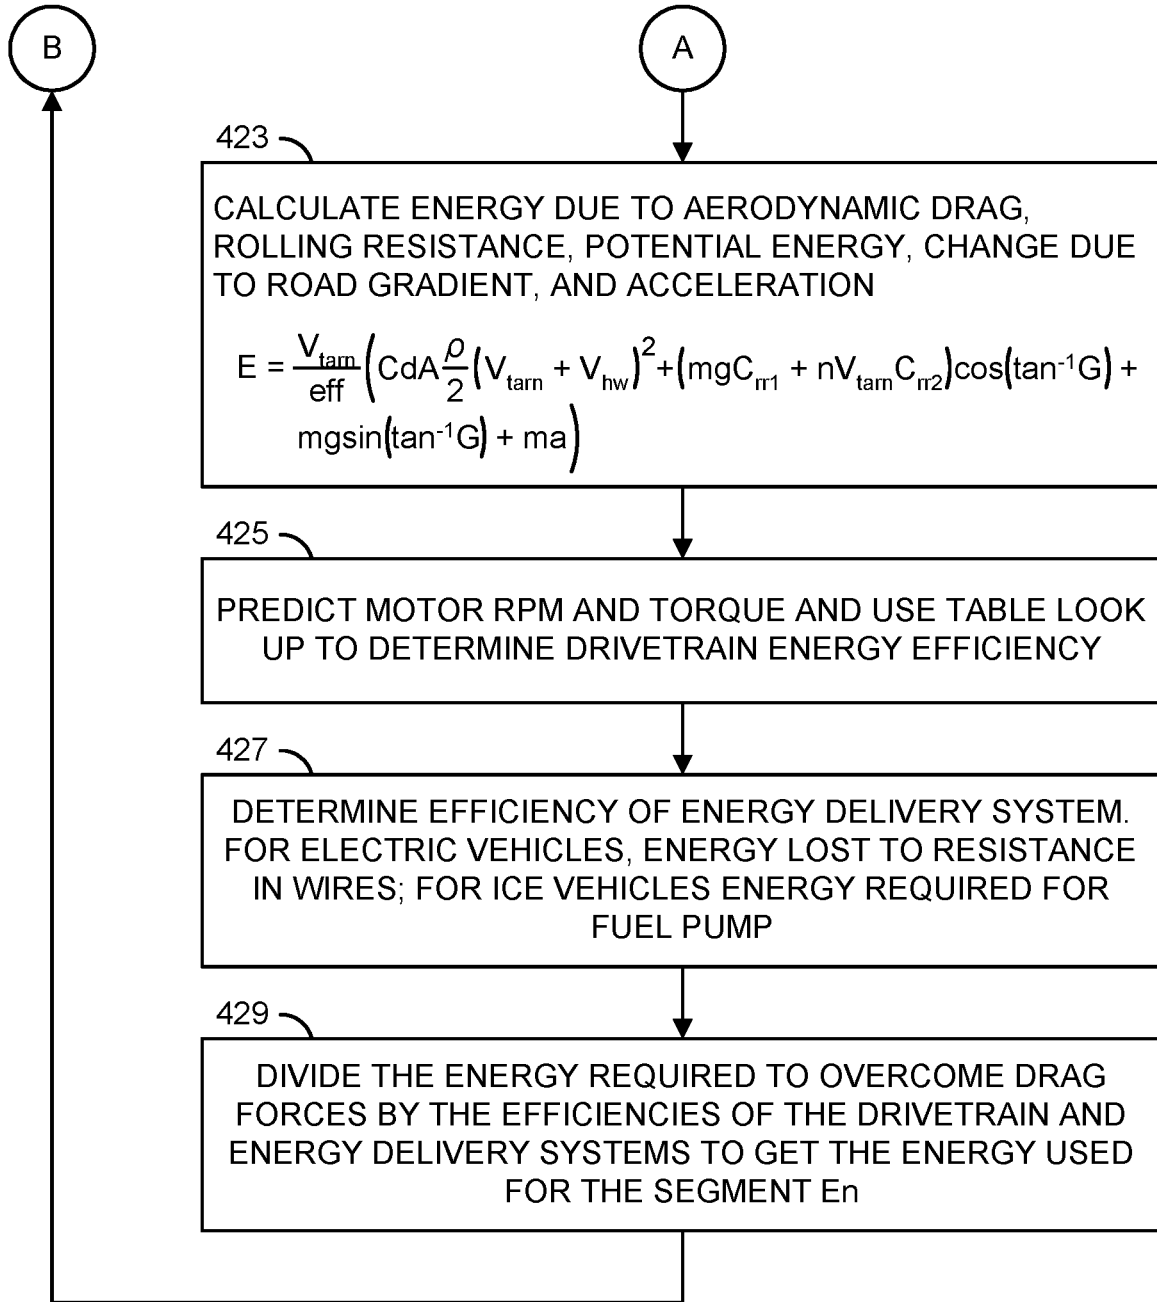 B
A
423
CALCULATE ENERGY DUE TO AERODYNAMIC DRAG,
ROLLING RESISTANCE, POTENTIAL ENERGY, CHANGE DUE
TO ROAD GRADIENT, AND ACCELERATION
E = V_tarn/eff (CdA ρ/2 (V_tarn + V_hw)^2 + (mgC_rr1 + nV_tarn C_rr2)cos(tan^-1 G) +
mgsin(tan^-1 G) + ma)
425
PREDICT MOTOR RPM AND TORQUE AND USE TABLE LOOK
UP TO DETERMINE DRIVETRAIN ENERGY EFFICIENCY
427
DETERMINE EFFICIENCY OF ENERGY DELIVERY SYSTEM.
FOR ELECTRIC VEHICLES, ENERGY LOST TO RESISTANCE
IN WIRES; FOR ICE VEHICLES ENERGY REQUIRED FOR
FUEL PUMP
429
DIVIDE THE ENERGY REQUIRED TO OVERCOME DRAG
FORCES BY THE EFFICIENCIES OF THE DRIVETRAIN AND
ENERGY DELIVERY SYSTEMS TO GET THE ENERGY USED
FOR THE SEGMENT En